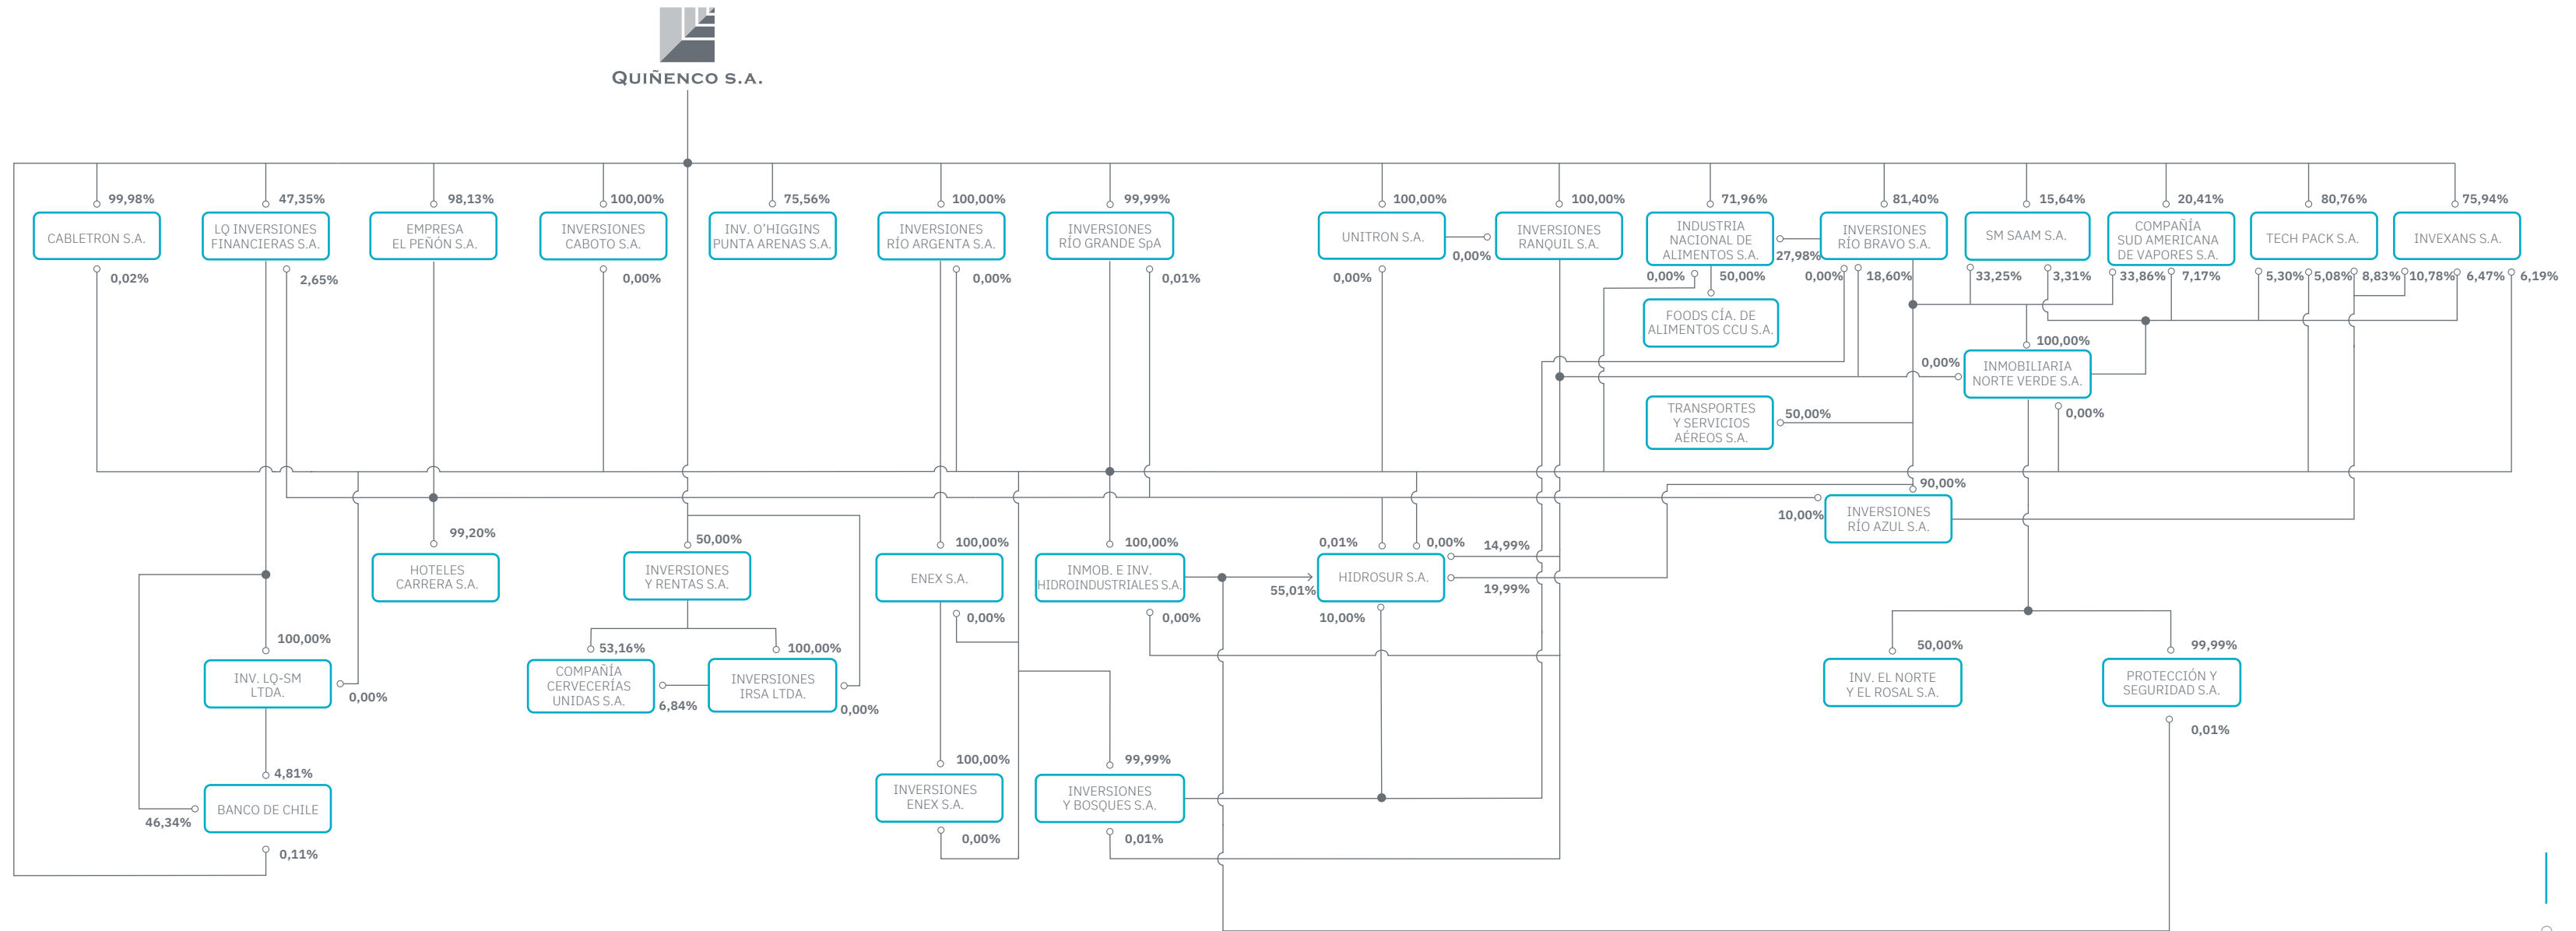 QUIÑENCO S.A.
99,98%
47,35%
98,13%
100,00%
75,56%
100,00%
99,99%
100,00%
100,00%
71,96%
81,40%
15,64%
20,41%
80,76%
75,94%
CABLETRON S.A.
LQ INVERSIONES
FINANCIERAS S.A.
EMPRESA
EL PEÑÓN S.A.
INVERSIONES
CABOTO S.A.
INV. O'HIGGINS
PUNTA ARENAS S.A.
INVERSIONES
RÍO ARGENTA S.A.
INVERSIONES
RÍO GRANDE SpA
UNITRON S.A.
0,00%
INVERSIONES
RANQUIL S.A.
INDUSTRIA
NACIONAL DE
ALIMENTOS S.A.
27,98%
INVERSIONES
RÍO BRAVO S.A.
SM SAAM S.A.
COMPAÑÍA
SUD AMERICANA
DE VAPORES S.A.
TECH PACK S.A.
INVEXANS S.A.
0,02%
2,65%
0,00%
0,00%
0,01%
0,00%
0,00%
50,00%
0,00%
18,60%
33,25%
3,31%
33,86%
7,17%
5,30%
5,08%
8,83%
10,78%
6,47%
6,19%
FOODS CÍA. DE
ALIMENTOS CCU S.A.
100,00%
0,00%
INMOBILIARIA
NORTE VERDE S.A.
0,00%
TRANSPORTES
Y SERVICIOS
AÉREOS S.A.
50,00%
90,00%
10,00%
INVERSIONES
RÍO AZUL S.A.
99,20%
HOTELES
CARRERA S.A.
50,00%
INVERSIONES
Y RENTAS S.A.
100,00%
ENEX S.A.
0,00%
100,00%
INMOB. E INV.
HIDROINDUSTRIALES S.A.
0,00%
55,01%
0,01%
0,00%
14,99%
HIDROSUR S.A.
19,99%
10,00%
100,00%
INV. LQ-SM
LTDA.
0,00%
53,16%
COMPAÑÍA
CERVECERÍAS
UNIDAS S.A.
6,84%
100,00%
INVERSIONES
IRSA LTDA.
0,00%
50,00%
INV. EL NORTE
Y EL ROSAL S.A.
99,99%
PROTECCIÓN Y
SEGURIDAD S.A.
0,01%
4,81%
BANCO DE CHILE
46,34%
0,11%
100,00%
INVERSIONES
ENEX S.A.
0,00%
99,99%
INVERSIONES
Y BOSQUES S.A.
0,01%